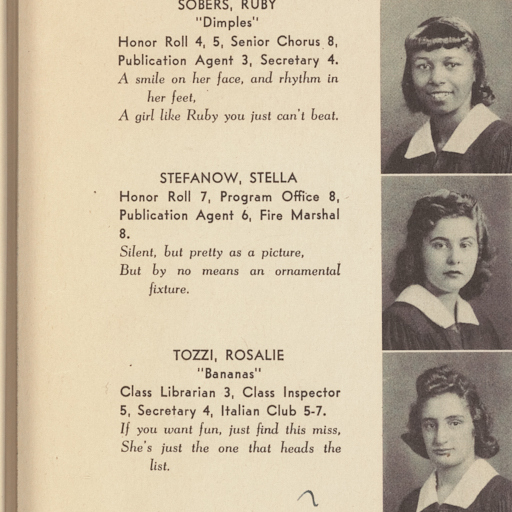 SOBERS, RUBY
"Dimples"
Honor Roll 4, 5, Senior Chorus 8,
Publication Agent 3, Secretary 4.
A smile on her face, and rhythm in
her feet,
A girl like Ruby you just can't beat.
STEFANOW, STELLA
Honor Roll 7, Program Office 8,
Publication Agent 6, Fire Marshal
8.
Silent, but pretty as a picture,
But by no means an ornamental
fixture.
TOZZI, ROSALIE
"Bananas"
Class Librarian 3, Class Inspector
5, Secretary 4, Italian Club 5-7.
If you want fun, just find this miss,
She's just the one that heads the
list.